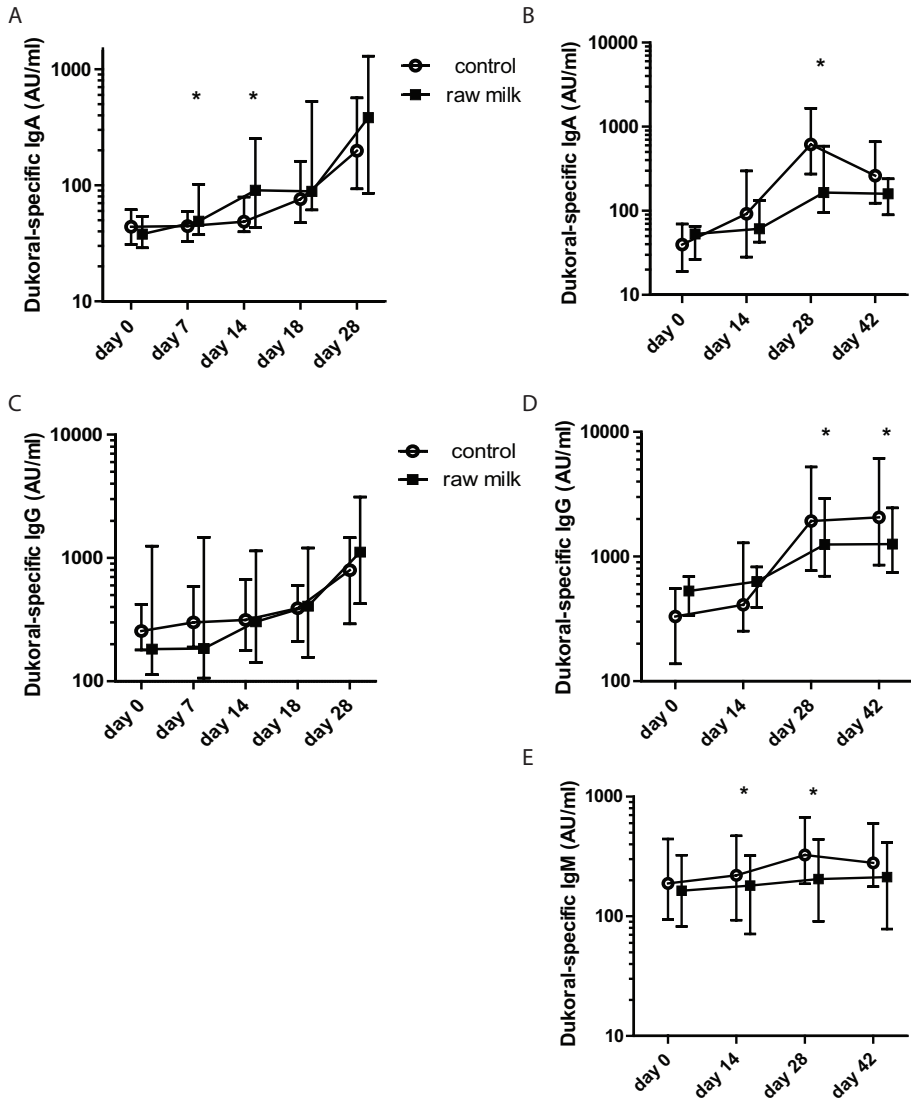 A
Dukoral-specific IgA (AU/ml)
1000
100
10
* *
day 0 day 7 day 14 day 18 day 28
control
raw milk
B
Dukoral-specific IgA (AU/ml)
10000
1000
100
10
*
day 0 day 14 day 28 day 42
C
Dukoral-specific IgG (AU/ml)
10000
1000
100
day 0 day 7 day 14 day 18 day 28
control
raw milk
D
Dukoral-specific IgG (AU/ml)
10000
1000
100
* *
day 0 day 14 day 28 day 42
E
Dukoral-specific IgM (AU/ml)
1000
100
10
* *
day 0 day 14 day 28 day 42